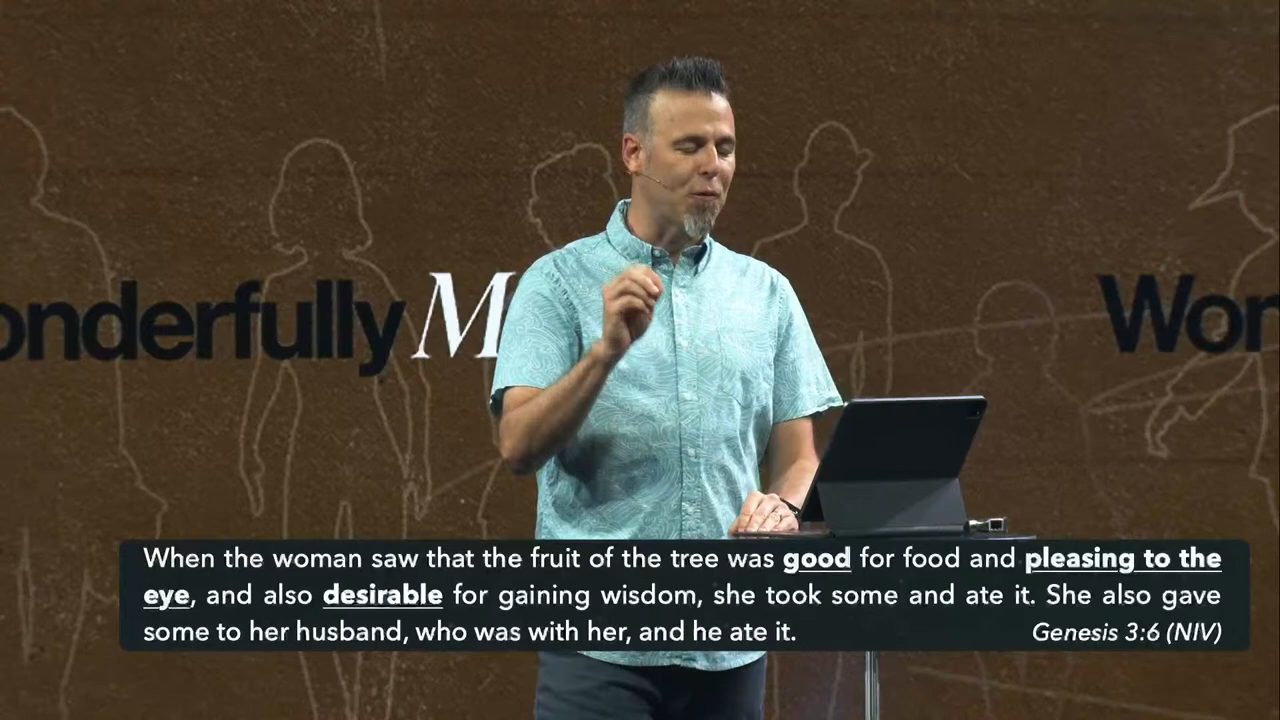 onderfully M
Won
When the woman saw that the fruit of the tree was good for food and pleasing to the
eye, and also desirable for gaining wisdom, she took some and ate it. She also gave
some to her husband, who was with her, and he ate it.
Genesis 3:6 (NIV)